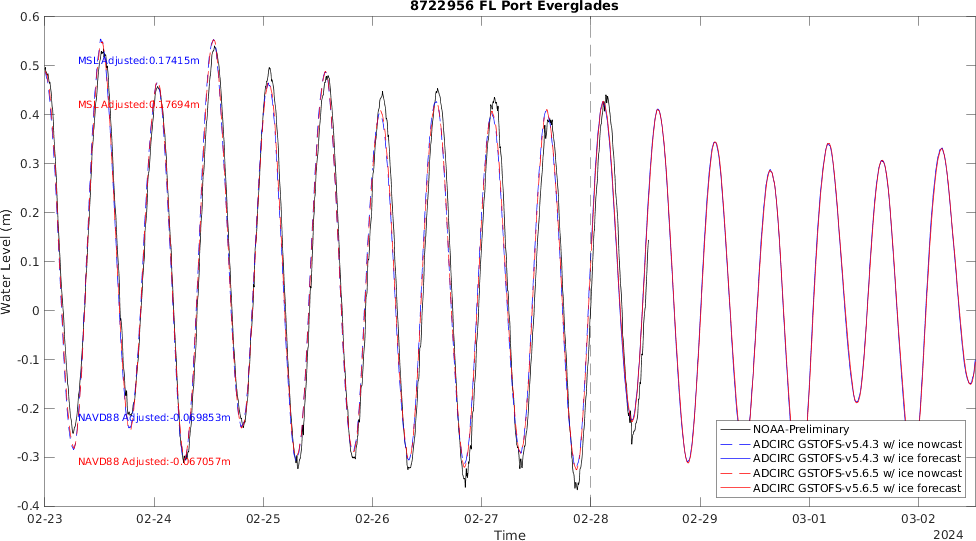 8722956 FL Port Everglades
0.6
0.5
0.4
0.3
0.2
0.1
0
-0.1
-0.2
-0.3
-0.4
Water Level (m)
MSL Adjusted:0.17415m
MSL Adjusted:0.17694m
NAVD88 Adjusted:-0.069853m
NAVD88 Adjusted:-0.067057m
NOAA-Preliminary
ADCIRC GSTOFS-v5.4.3 w/ ice nowcast
ADCIRC GSTOFS-v5.4.3 w/ ice forecast
ADCIRC GSTOFS-v5.6.5 w/ ice nowcast
ADCIRC GSTOFS-v5.6.5 w/ ice forecast
02-23 02-24 02-25 02-26 02-27 02-28 02-29 03-01 03-02
Time
2024